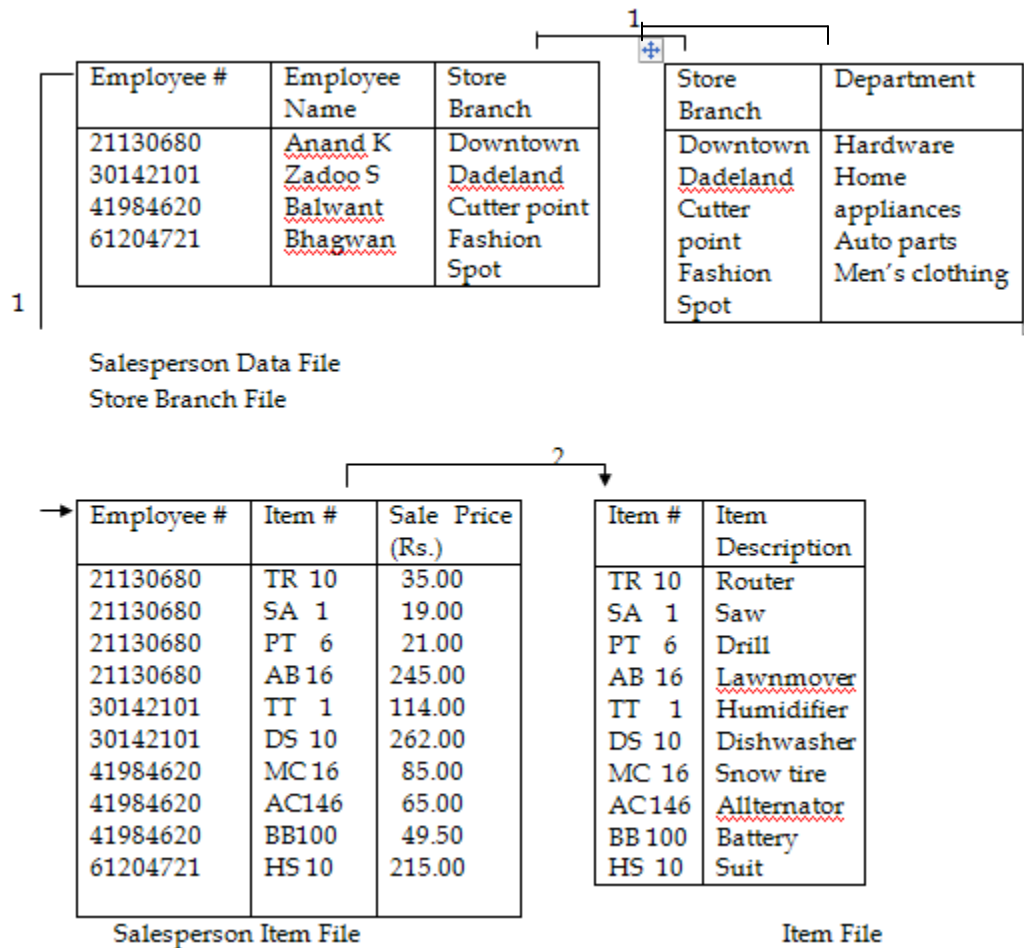 1
Employee # Employee Name Store Branch
21130680 Anand K Downtown
30142101 Zadoo S Dadeland
41984620 Balwant Cutter point
61204721 Bhagwan Fashion Spot
Store Branch Department
Downtown Hardware
Dadeland Home
Cutter appliances
point Auto parts
Fashion Men's clothing
Spot
1
Salesperson Data File
Store Branch File
2
Employee # Item # Sale Price (Rs.)
21130680 TR 10 35.00
21130680 SA 1 19.00
21130680 PT 6 21.00
21130680 AB 16 245.00
30142101 TT 1 114.00
30142101 DS 10 262.00
41984620 MC 16 85.00
41984620 AC146 65.00
41984620 BB100 49.50
61204721 HS 10 215.00
Salesperson Item File
Item # Item Description
TR 10 Router
SA 1 Saw
PT 6 Drill
AB 16 Lawnmover
TT 1 Humidifier
DS 10 Dishwasher
MC 16 Snow tire
AC146 Allternator
BB 100 Battery
HS 10 Suit
Item File